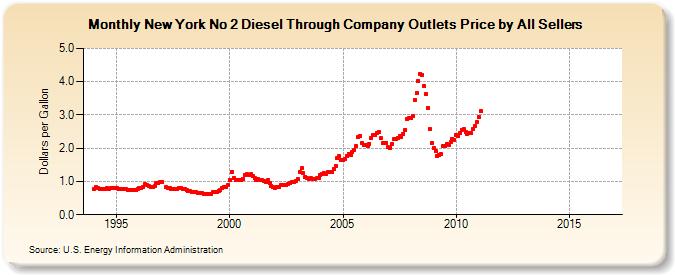 Monthly New York No 2 Diesel Through Company Outlets Price by All Sellers
Dollars per Gallon
5.0
4.0
3.0
2.0
1.0
0.0
1995 2000 2005 2010 2015
Source: U.S. Energy Information Administration